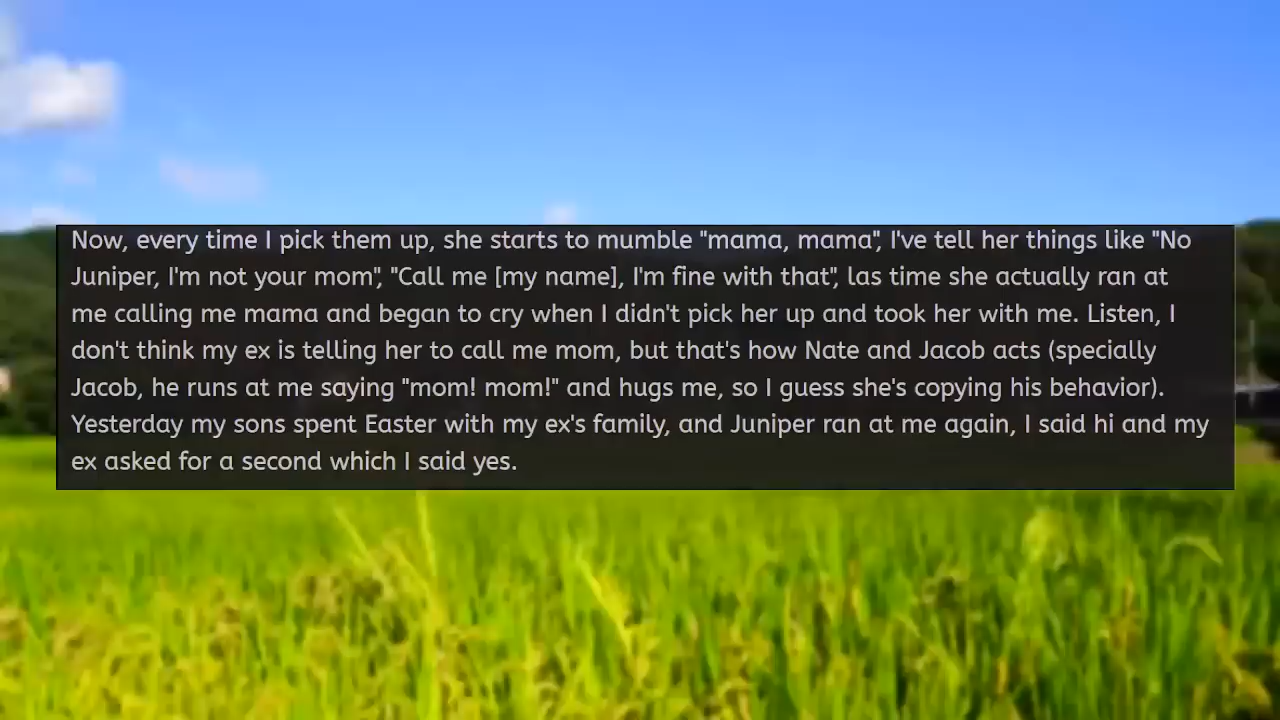 Now, every time I pick them up, she starts to mumble "mama, mama", I've tell her things like "No
Juniper, I'm not your mom", "Call me [my name], I'm fine with that", las time she actually ran at
me calling me mama and began to cry when I didn't pick her up and took her with me. Listen, I
don't think my ex is telling her to call me mom, but that's how Nate and Jacob acts (specially
Jacob, he runs at me saying "mom! mom!" and hugs me, so I guess she's copying his behavior).
Yesterday my sons spent Easter with my ex's family, and Juniper ran at me again, I said hi and my
ex asked for a second which I said yes.